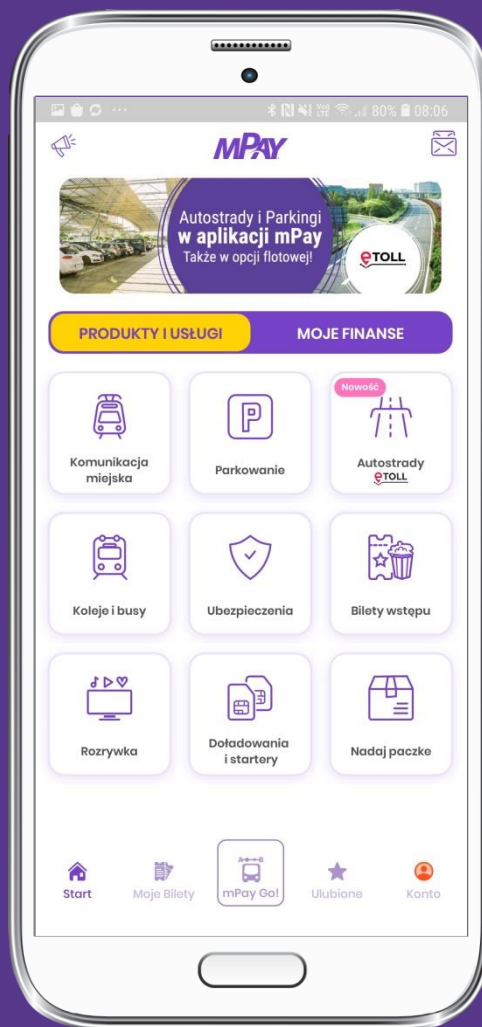 80% 08:06
mPAY
Autostrady i Parkingi
w aplikacji mPay
Także w opcji flotowej!
eTOLL
PRODUKTY I USŁUGI
MOJE FINANSE
Komunikacja
miejska
P
Parkowanie
Nowość
Autostrady
eTOLL
Koleje i busy
Ubezpieczenia
Bilety wstępu
Rozrywka
Doładowania
i startery
Nadaj paczke
Start
Moje Bilety
A B
mPay Go!
Ulubione
Konto